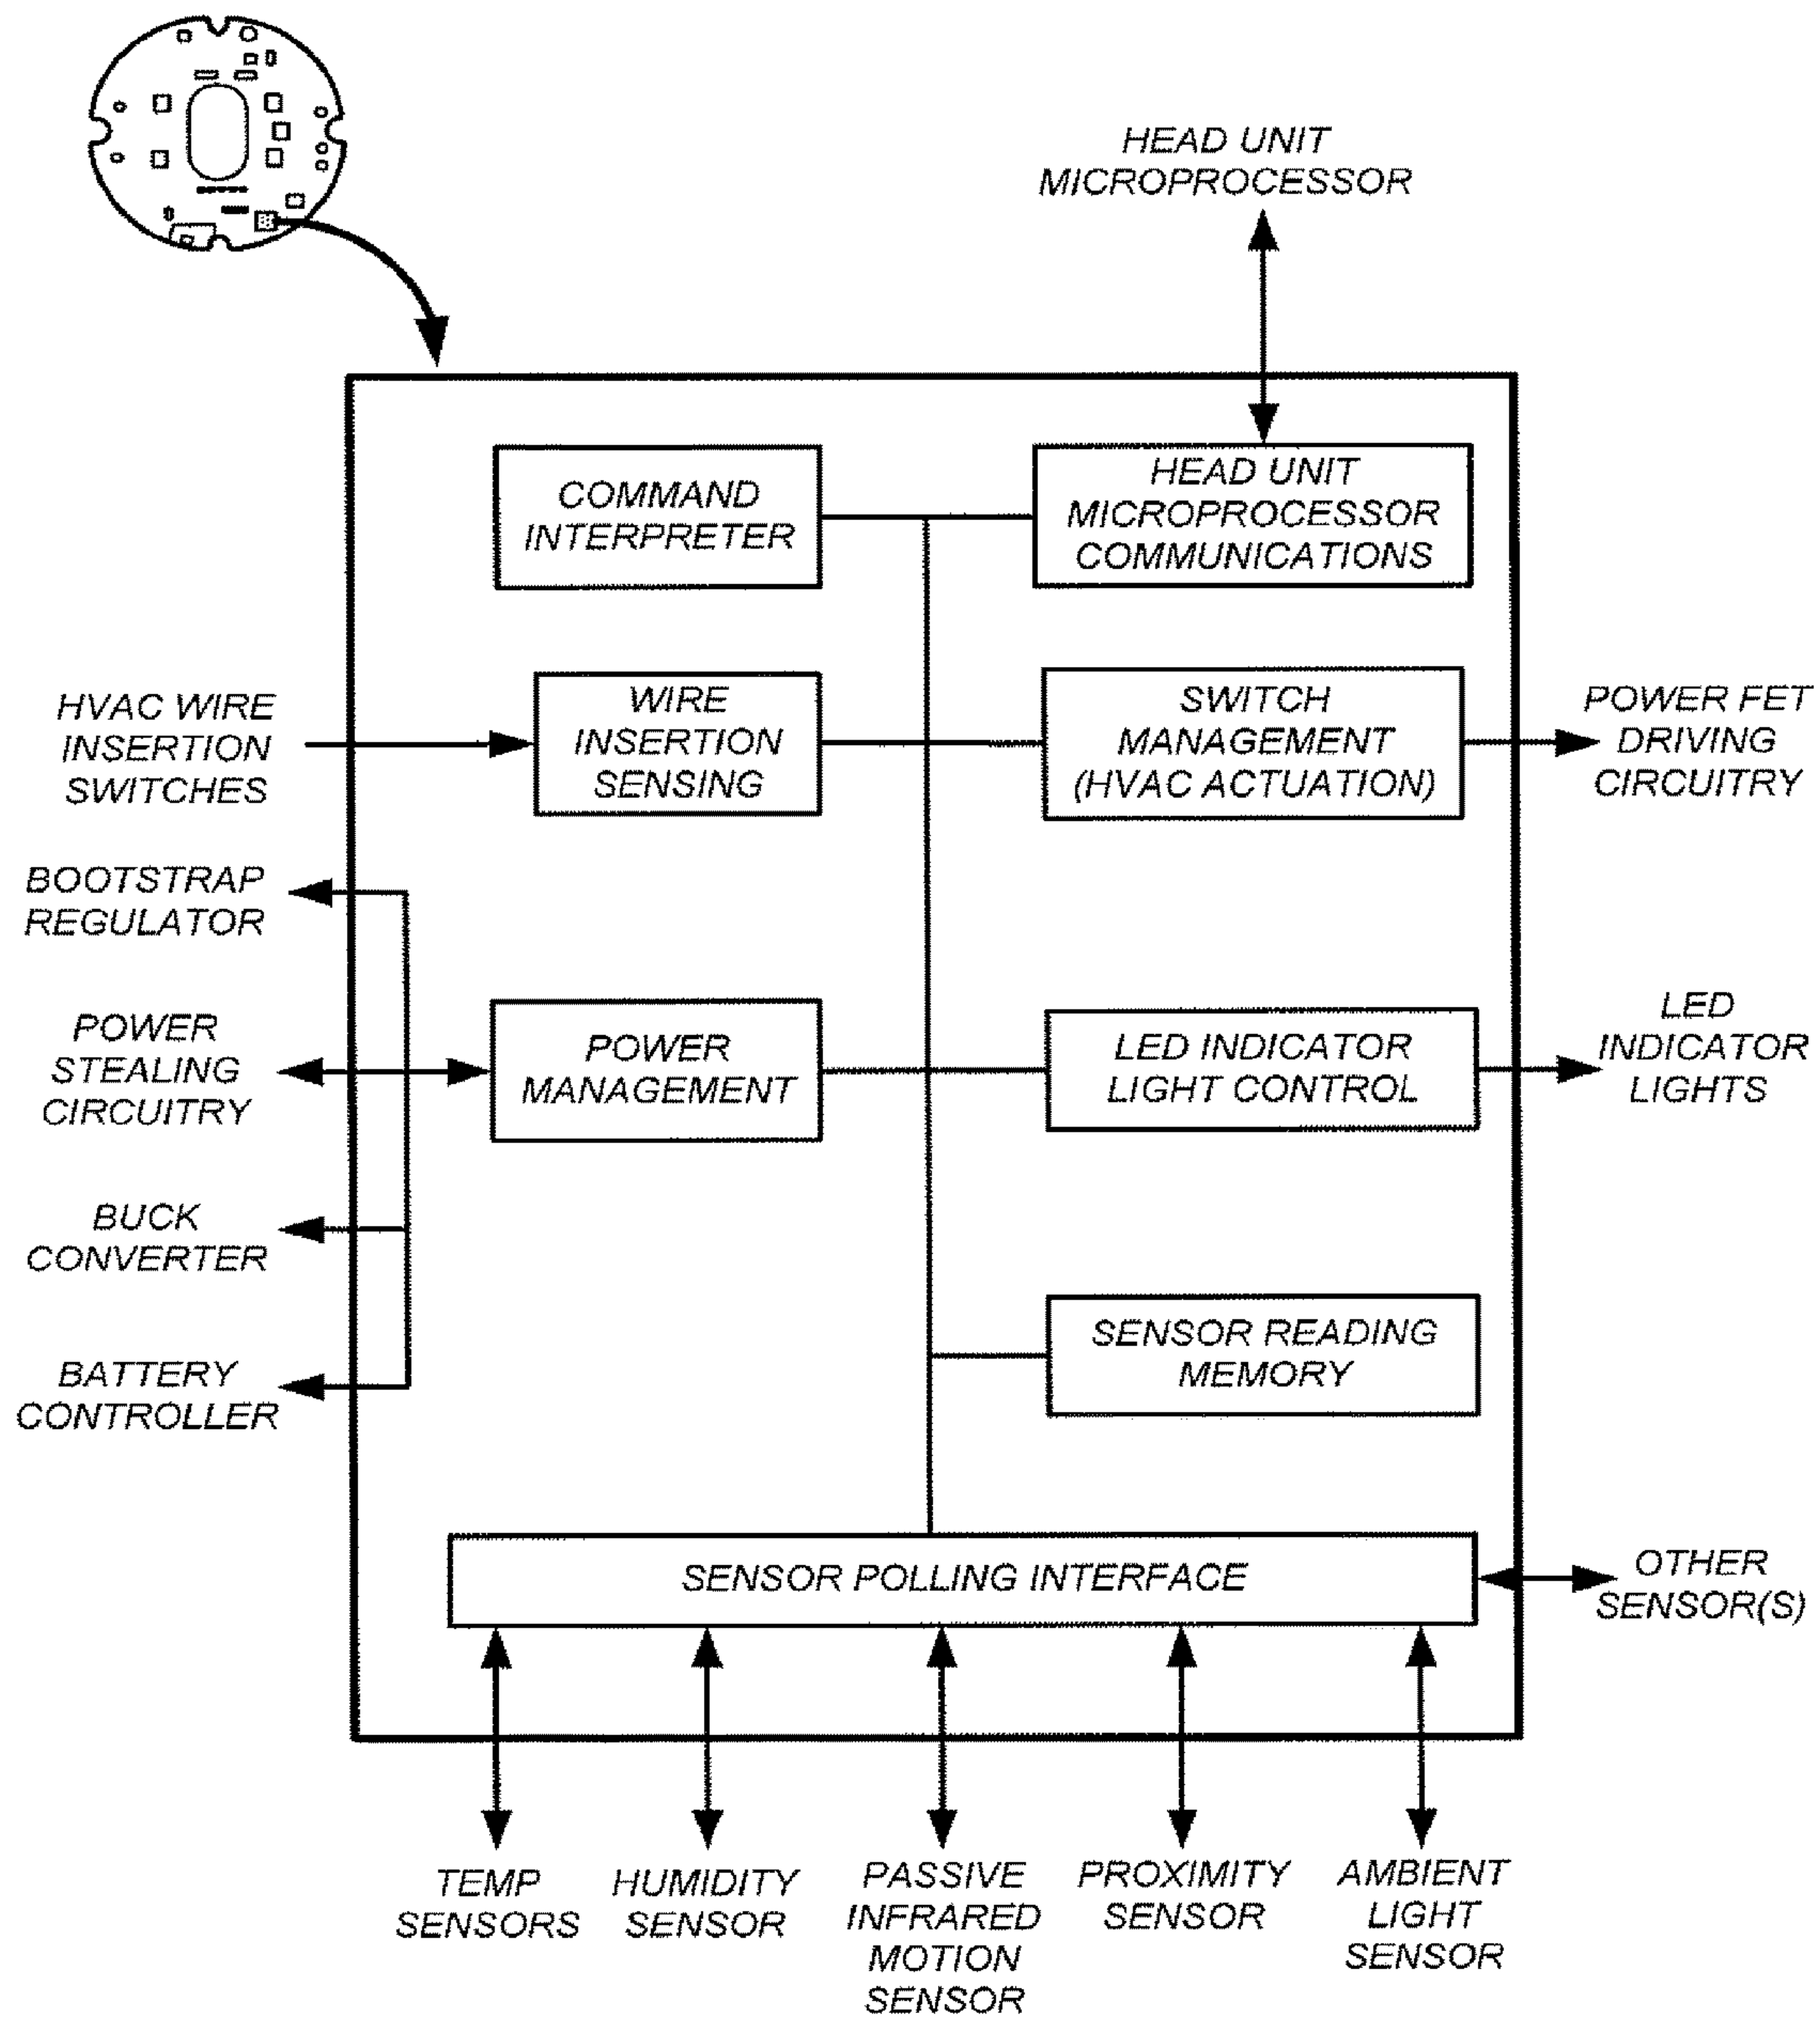 HEAD UNIT
MICROPROCESSOR
COMMAND
INTERPRETER
HEAD UNIT
MICROPROCESSOR
COMMUNICATIONS
HVAC WIRE
INSERTION
SWITCHES
WIRE
INSERTION
SENSING
SWITCH
MANAGEMENT
(HVAC ACTUATION)
POWER FET
DRIVING
CIRCUITRY
BOOTSTRAP
REGULATOR
POWER
STEALING
CIRCUITRY
POWER
MANAGEMENT
LED INDICATOR
LIGHT CONTROL
LED
INDICATOR
LIGHTS
BUCK
CONVERTER
SENSOR READING
MEMORY
BATTERY
CONTROLLER
SENSOR POLLING INTERFACE
OTHER
SENSOR(S)
TEMP
SENSORS
HUMIDITY
SENSOR
PASSIVE
INFRARED
MOTION
SENSOR
PROXIMITY
SENSOR
AMBIENT
LIGHT
SENSOR